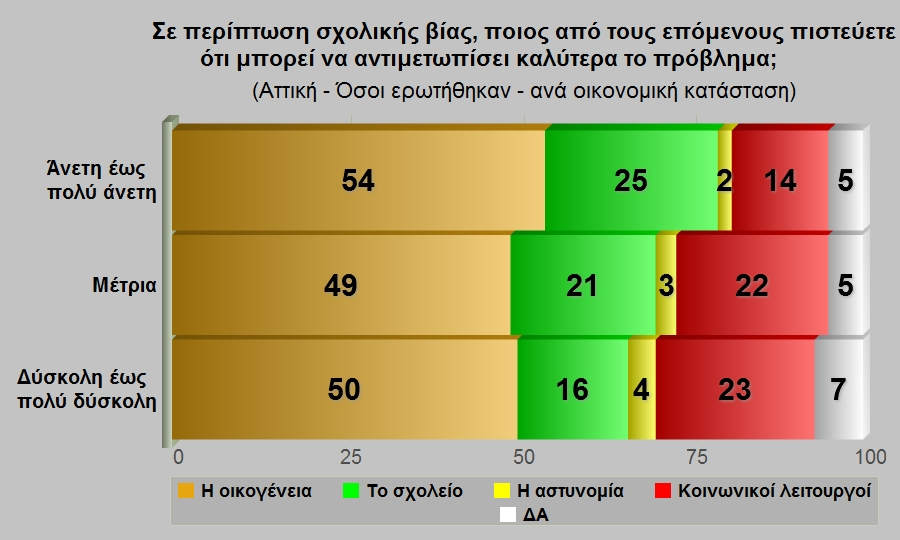 Σε περίπτωση σχολικής βίας, ποιος από τους επόμενους πιστεύετε
ότι μπορεί να αντιμετωπίσει καλύτερα το πρόβλημα;
(Αττική - Όσοι ερωτήθηκαν - ανά οικονομική κατάσταση)
Άνετη έως
πολύ άνετη
54 25 2 14 5
Μέτρια
49 21 3 22 5
Δύσκολη έως
πολύ δύσκολη
50 16 4 23 7
0 25 50 75 100
Η οικογένεια Το σχολείο Η αστυνομία Κοινωνικοί λειτουργοί
ΔΑ